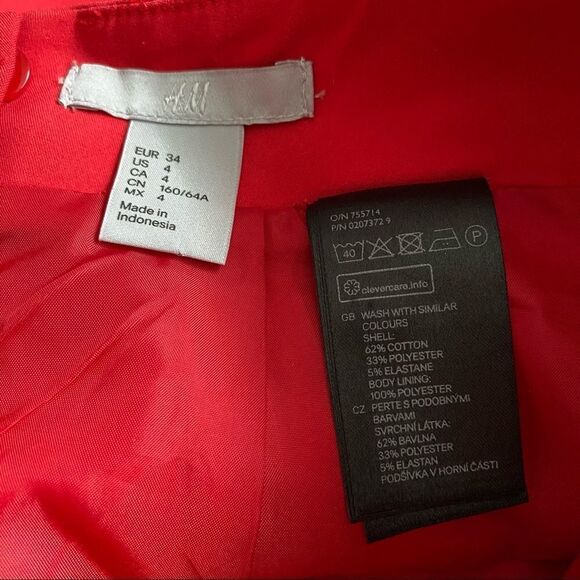 H&M
EUR 34
US 4
CA 4
CN 160/64A
MX 4
Made in
Indonesia
O/N 755714
P/N 0207372 9
40
P
clevercare.info
GB WASH WITH SIMILAR
COLOURS
SHELL:
62% COTTON
33% POLYESTER
5% ELASTANE
BODY LINING:
100% POLYESTER
CZ PERTE S PODOBNÝMI
BARVAMI
SVRCHNÍ LÁTKA:
62% BAVLNA
33% POLYESTER
5% ELASTAN
PODŠÍVKA V HORNÍ ČÁSTI